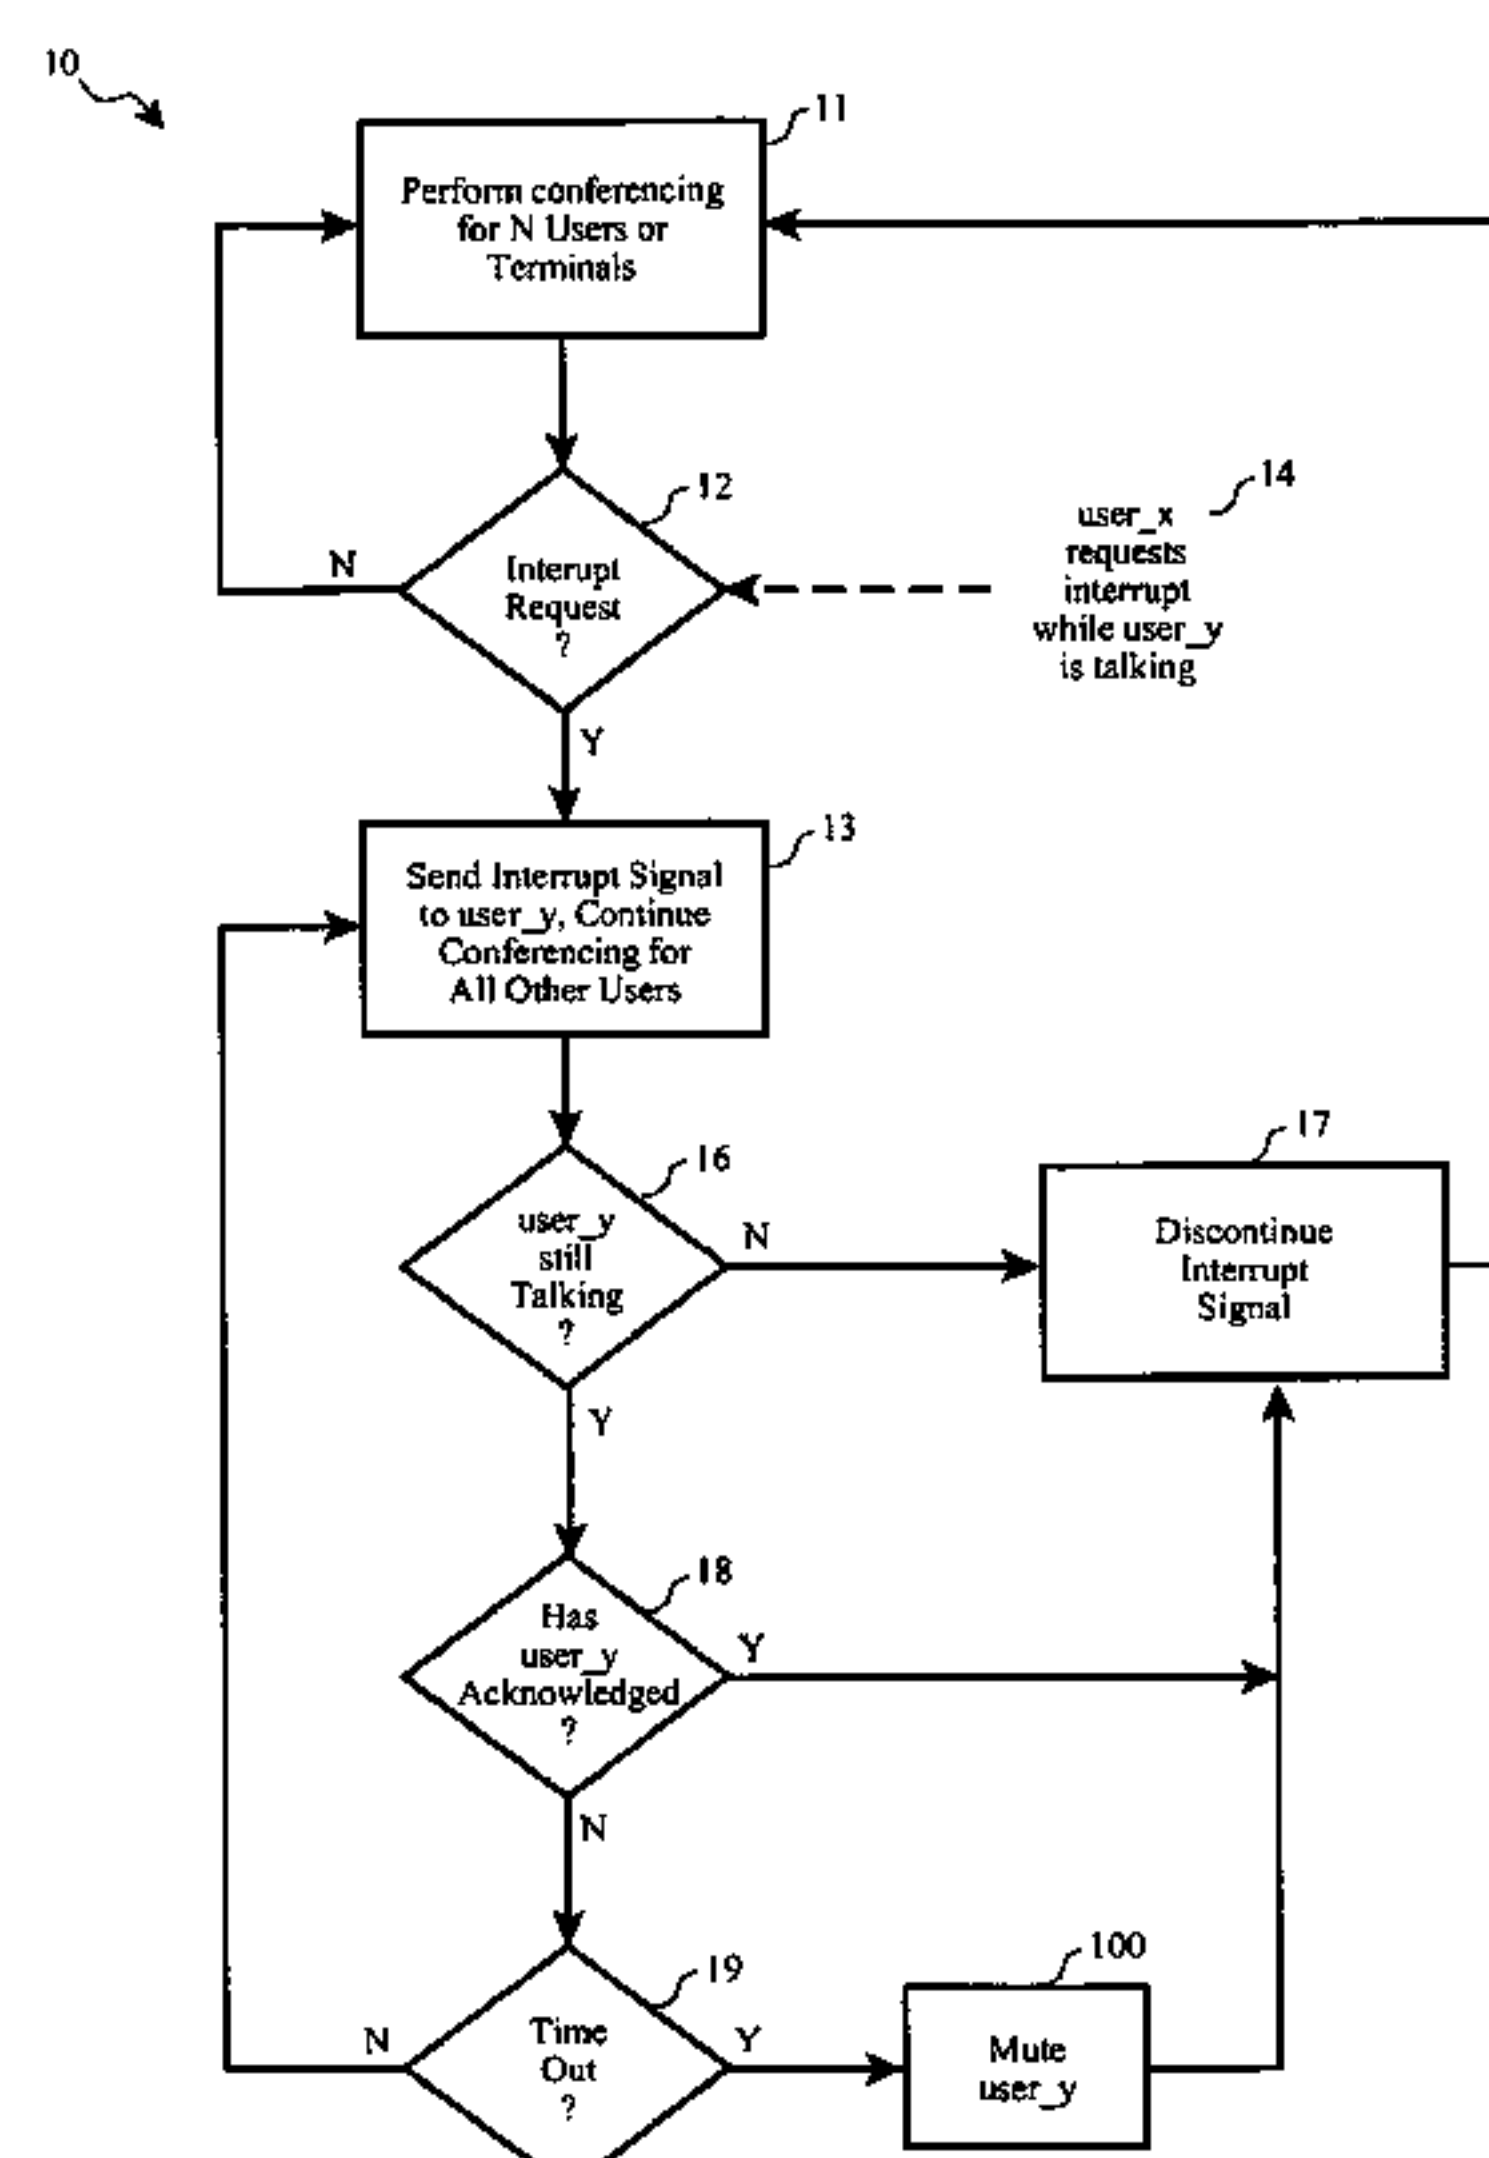 10
11
Perform conferencing
for N Users or
Terminals
12
Interupt
Request
?
N
14
user_x
requests
interrupt
while user_y
is talking
Y
13
Send Interrupt Signal
to user_y, Continue
Conferencing for
All Other Users
16
user_y
still
Talking
?
N
17
Discontinue
Interrupt
Signal
Y
18
Has
user_y
Acknowledged
?
Y
N
19
Time
Out
?
N
Y
100
Mute
user_y